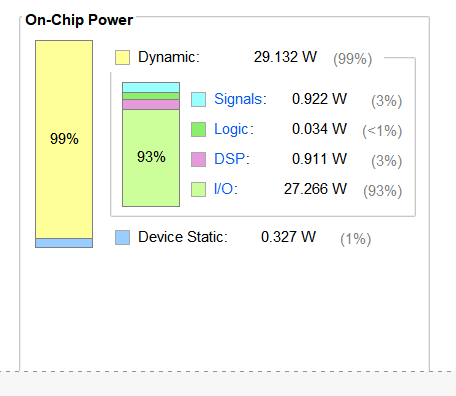 On-Chip Power
Dynamic: 29.132 W (99%)
Signals: 0.922 W (3%)
Logic: 0.034 W (<1%)
99%
93%
DSP: 0.911 W (3%)
I/O: 27.266 W (93%)
Device Static: 0.327 W (1%)